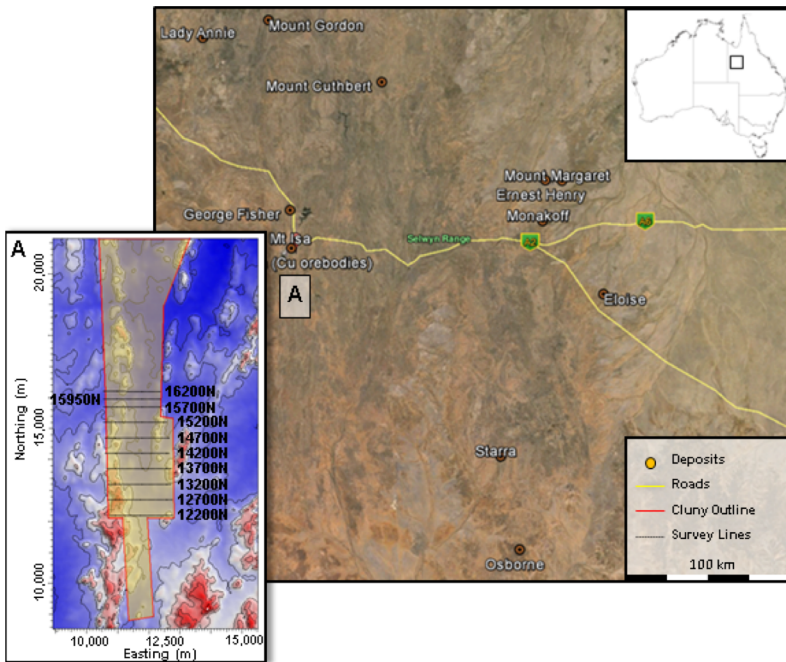 Lady Annie
Mount Gordon
Mount Cuthbert
Mount Margaret
Ernest Henry
Monakoff
George Fisher
Mt Isa
(Cu orebodies)
Selwyn Range
A2
A6
A
Eloise
Starra
Osborne
Deposits
Roads
Cluny Outline
Survey Lines
100 km
A
Northing (m)
20,000
15,000
10,000
15950N
16200N
15700N
15200N
14700N
14200N
13700N
13200N
12700N
12200N
10,000 12,500 15,000
Easting (m)